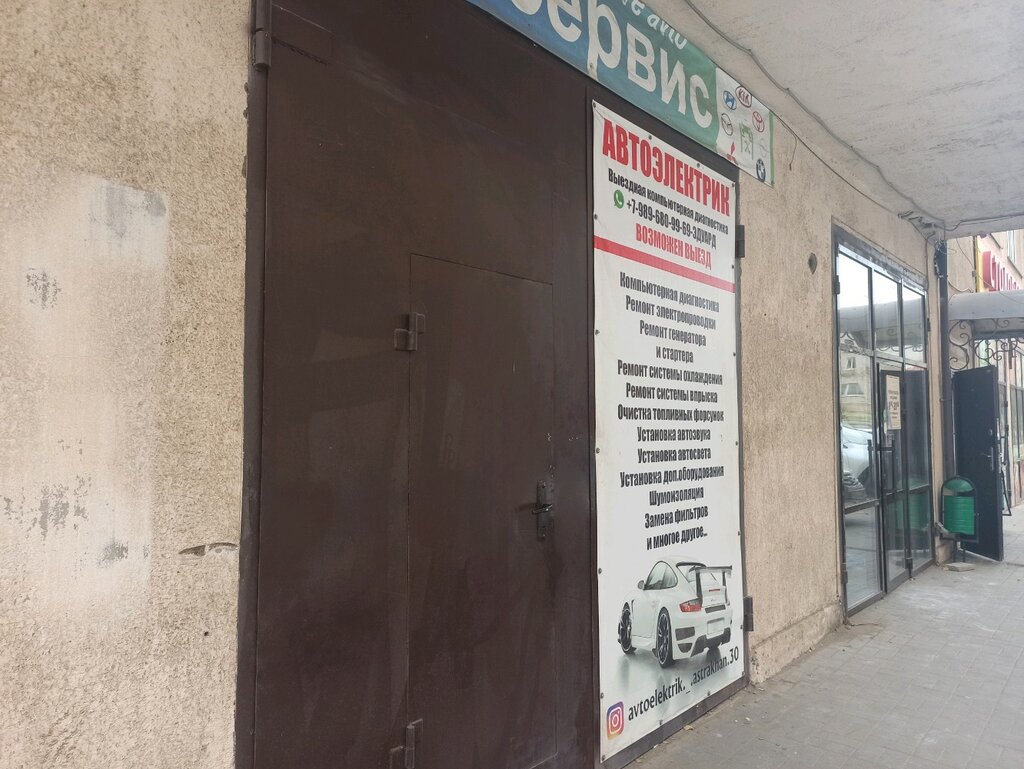 сервис
KIA
АВТОЭЛЕКТРИК
Выездная компьютерная диагностика
+7-989-680-99-69-ЭДУАРД
ВОЗМОЖЕН ВЫЕЗД
Компьютерная диагностика
Ремонт электропроводки
Ремонт генератора
и стартера
Ремонт системы охлаждения
Ремонт системы впрыска
Очистка топливных форсунок
Установка автозвука
Установка автосвета
Установка доп.оборудования
Шумоизоляция
Замена фильтров
и многое другое...
avtoelektrik._astrakhan.30